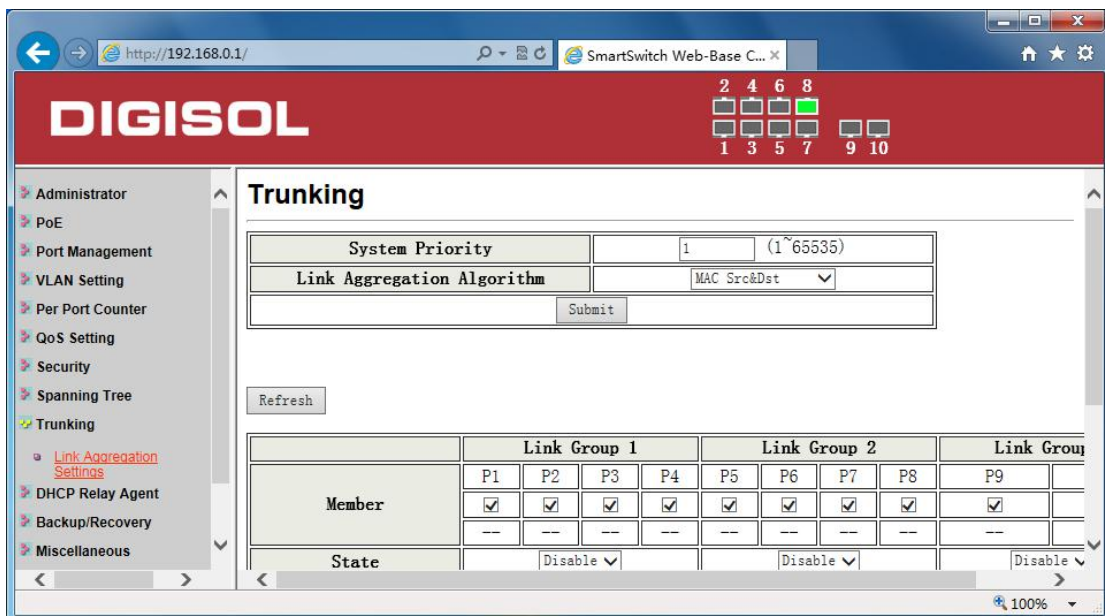 http://192.168.0.1/
SmartSwitch Web-Base C...
DIGISOL
2 4 6 8
1 3 5 7 9 10
Administrator
PoE
Port Management
VLAN Setting
Per Port Counter
QoS Setting
Security
Spanning Tree
Trunking
Link Aggregation
Settings
DHCP Relay Agent
Backup/Recovery
Miscellaneous
Trunking
System Priority 1 (1~65535)
Link Aggregation Algorithm MAC Src&Dst
Submit
Refresh
Link Group 1 Link Group 2 Link Grou
Member P1 P2 P3 P4 P5 P6 P7 P8 P9
-- -- -- -- -- -- -- -- --
State Disable Disable Disable
100%